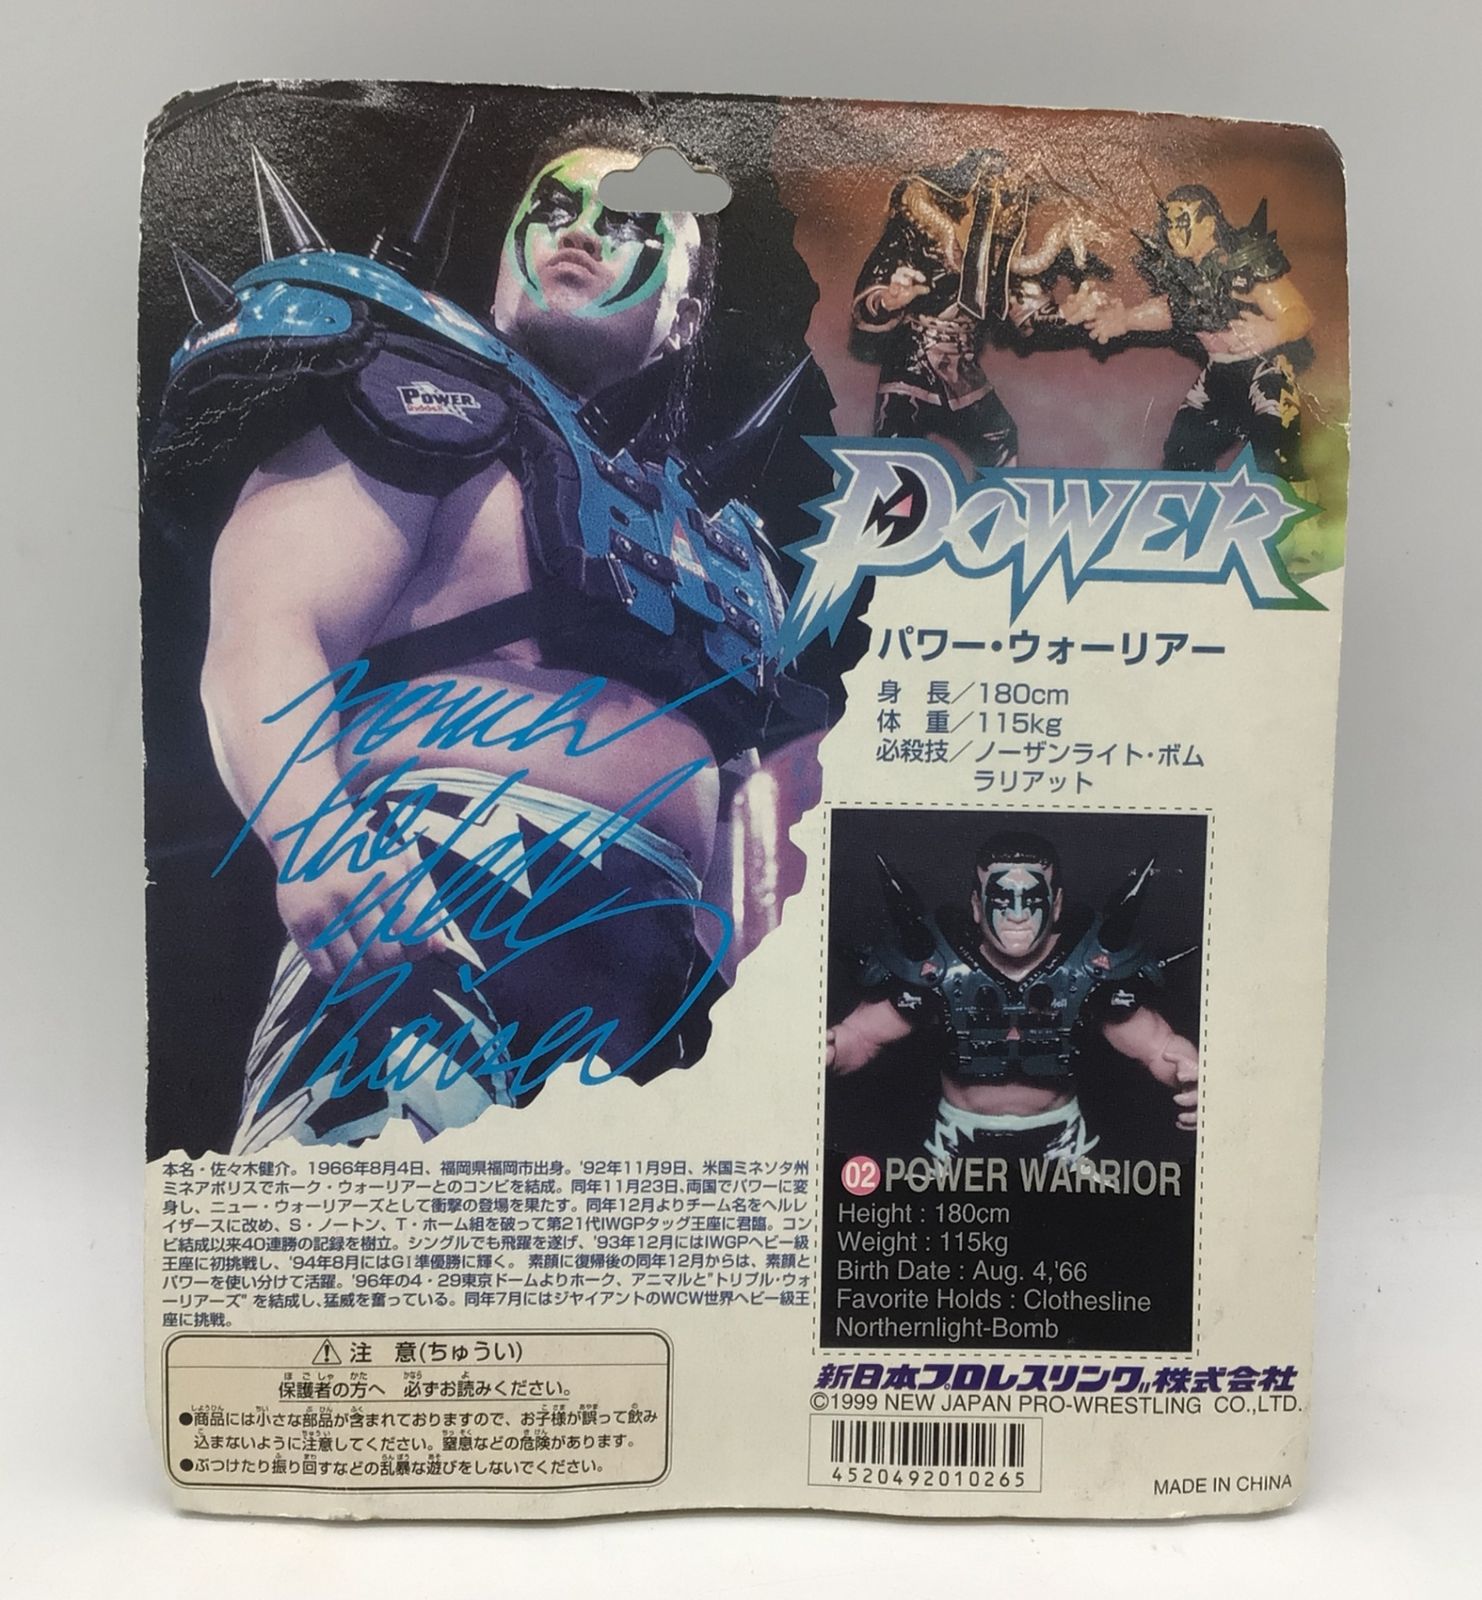 POWER
POWER
POWER
パワー・ウォーリアー
身　長／180cm
体　重／115kg
必殺技／ノーザンライト・ボム
ラリアット
Power
the
Hell
Raiser
02 POWER WARRIOR
Height : 180cm
Weight : 115kg
Birth Date : Aug. 4,'66
Favorite Holds : Clothesline
Northernlight-Bomb
本名・佐々木健介。1966年8月4日、福岡県福岡市出身。'92年11月9日、米国ミネソタ州
ミネアポリスでホーク・ウォーリアーとのコンビを結成。同年11月23日、両国でパワーに変
身し、ニュー・ウォーリアーズとして衝撃の登場を果たす。同年12月よりチーム名をヘルレ
イザースに改め、S・ノートン、T・ホーム組を破って第21代IWGPタッグ王座に君臨。コン
ビ結成以来40連勝の記録を樹立。シングルでも飛躍を遂げ、'93年12月にはIWGPヘビー級
王座に初挑戦し、'94年8月にはGⅠ準優勝に輝く。 素顔に復帰後の同年12月からは、素顔と
パワーを使い分けて活躍。'96年の4・29東京ドームよりホーク、アニマルと"トリプル・ウォ
ーリアーズ" を結成し、猛威を奮っている。同年7月にはジヤイアントのWCW世界ヘビー級王
座に挑戦。
注　意(ちゅうい)
保護者の方へ　必ずお読みください。
●商品には小さな部品が含まれておりますので、お子様が誤って飲み
込まないように注意してください。窒息などの危険があります。
●ぶつけたり振り回すなどの乱暴な遊びをしないでください。
新日本プロレスリング株式会社
©1999 NEW JAPAN PRO-WRESTLING CO.,LTD.
4520492010265
MADE IN CHINA